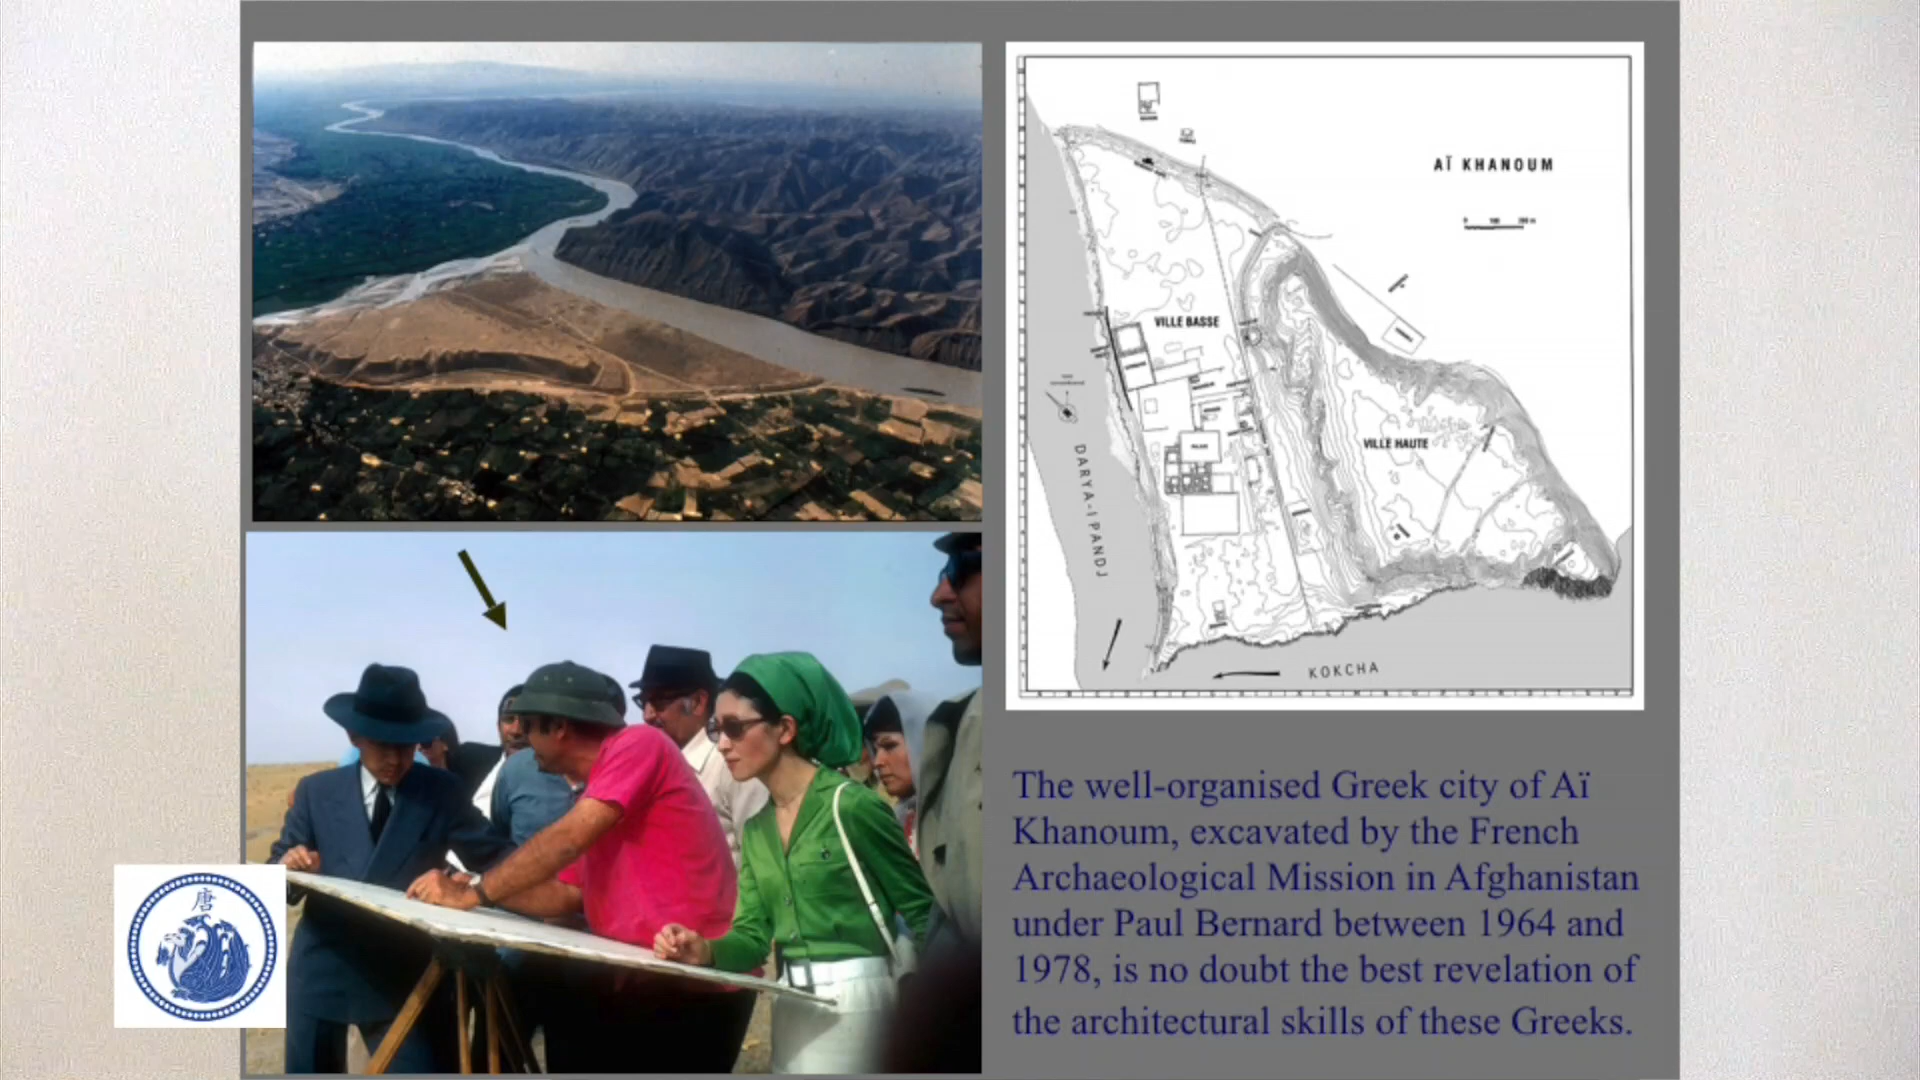 AÏ KHANOUM
VILLE BASSE
VILLE HAUTE
DARYA-I PANDJ
KOKCHA
唐
The well-organised Greek city of Aï
Khanoum, excavated by the French
Archaeological Mission in Afghanistan
under Paul Bernard between 1964 and
1978, is no doubt the best revelation of
the architectural skills of these Greeks.